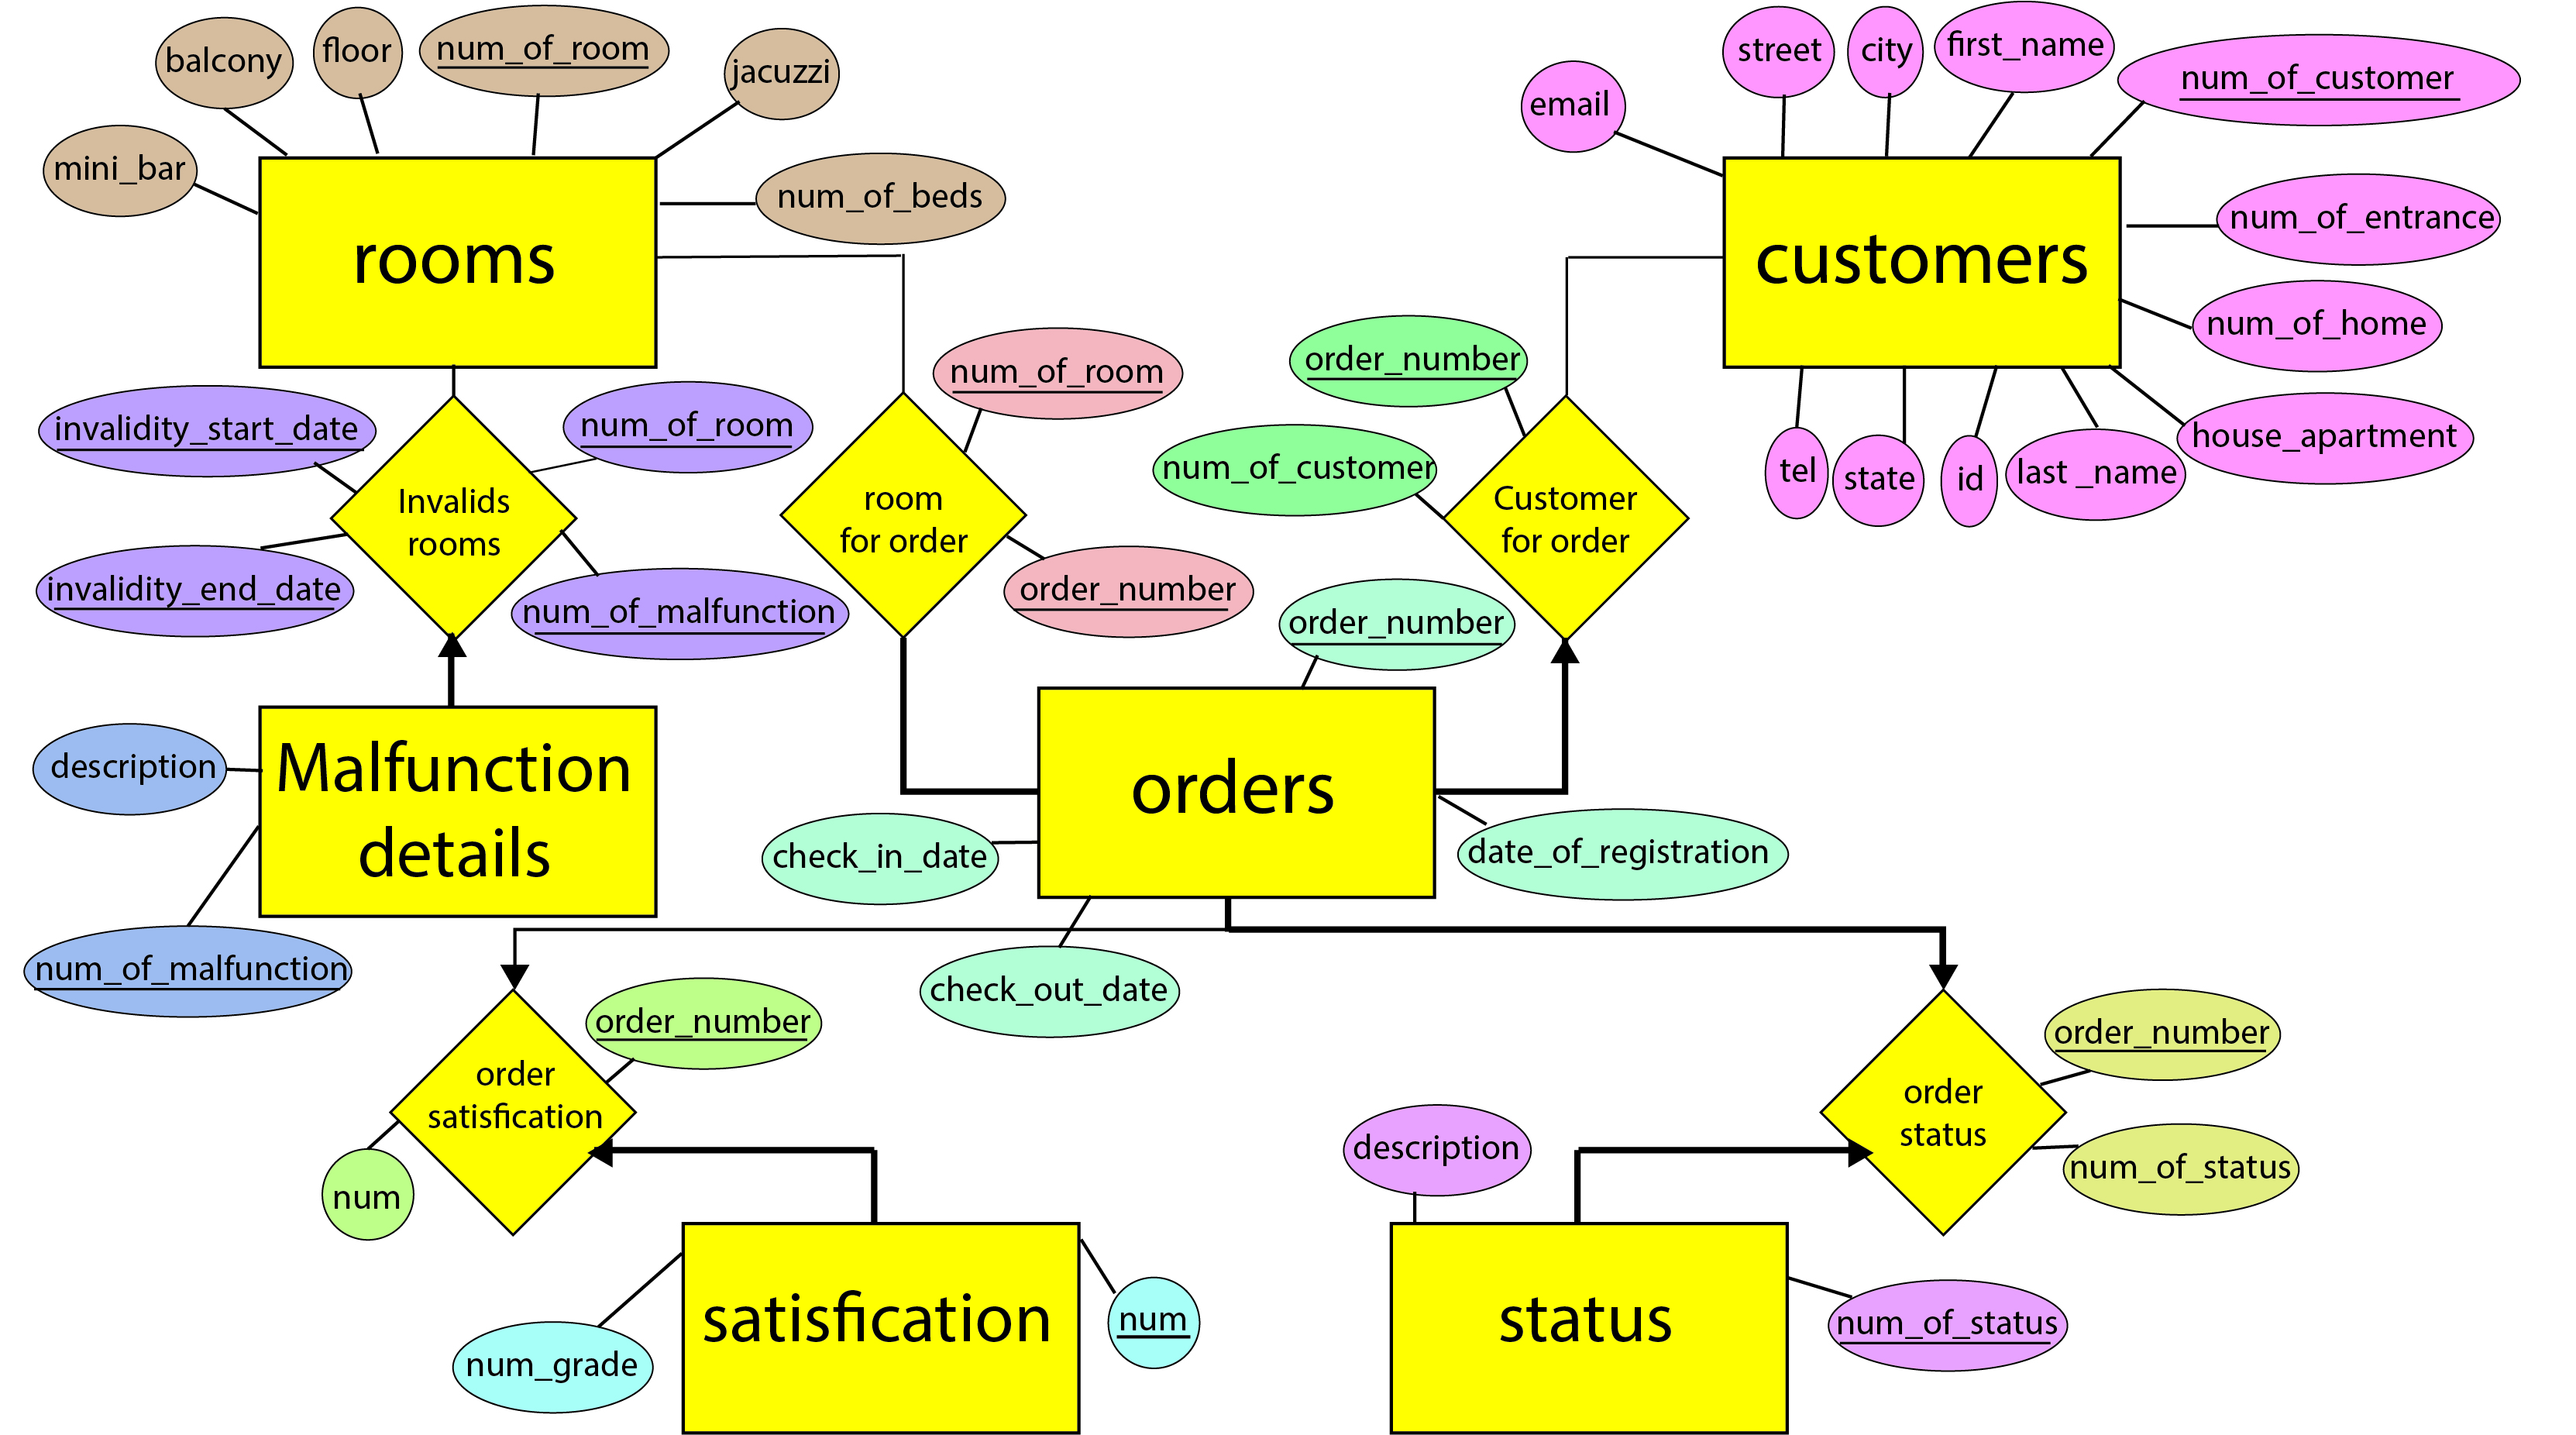 balcony
floor
num_of_room
jacuzzi
mini_bar
num_of_beds
rooms
street
city
first_name
num_of_customer
email
num_of_entrance
customers
num_of_home
house_apartment
tel
state
id
last _name
order_number
num_of_customer
Customer
for order
num_of_room
room
for order
order_number
invalidity_start_date
num_of_room
Invalids
rooms
invalidity_end_date
num_of_malfunction
order_number
description
Malfunction
details
num_of_malfunction
orders
check_in_date
date_of_registration
check_out_date
order_number
order
satisfication
num
order_number
order
status
num_of_status
description
satisfication
num
num_grade
status
num_of_status